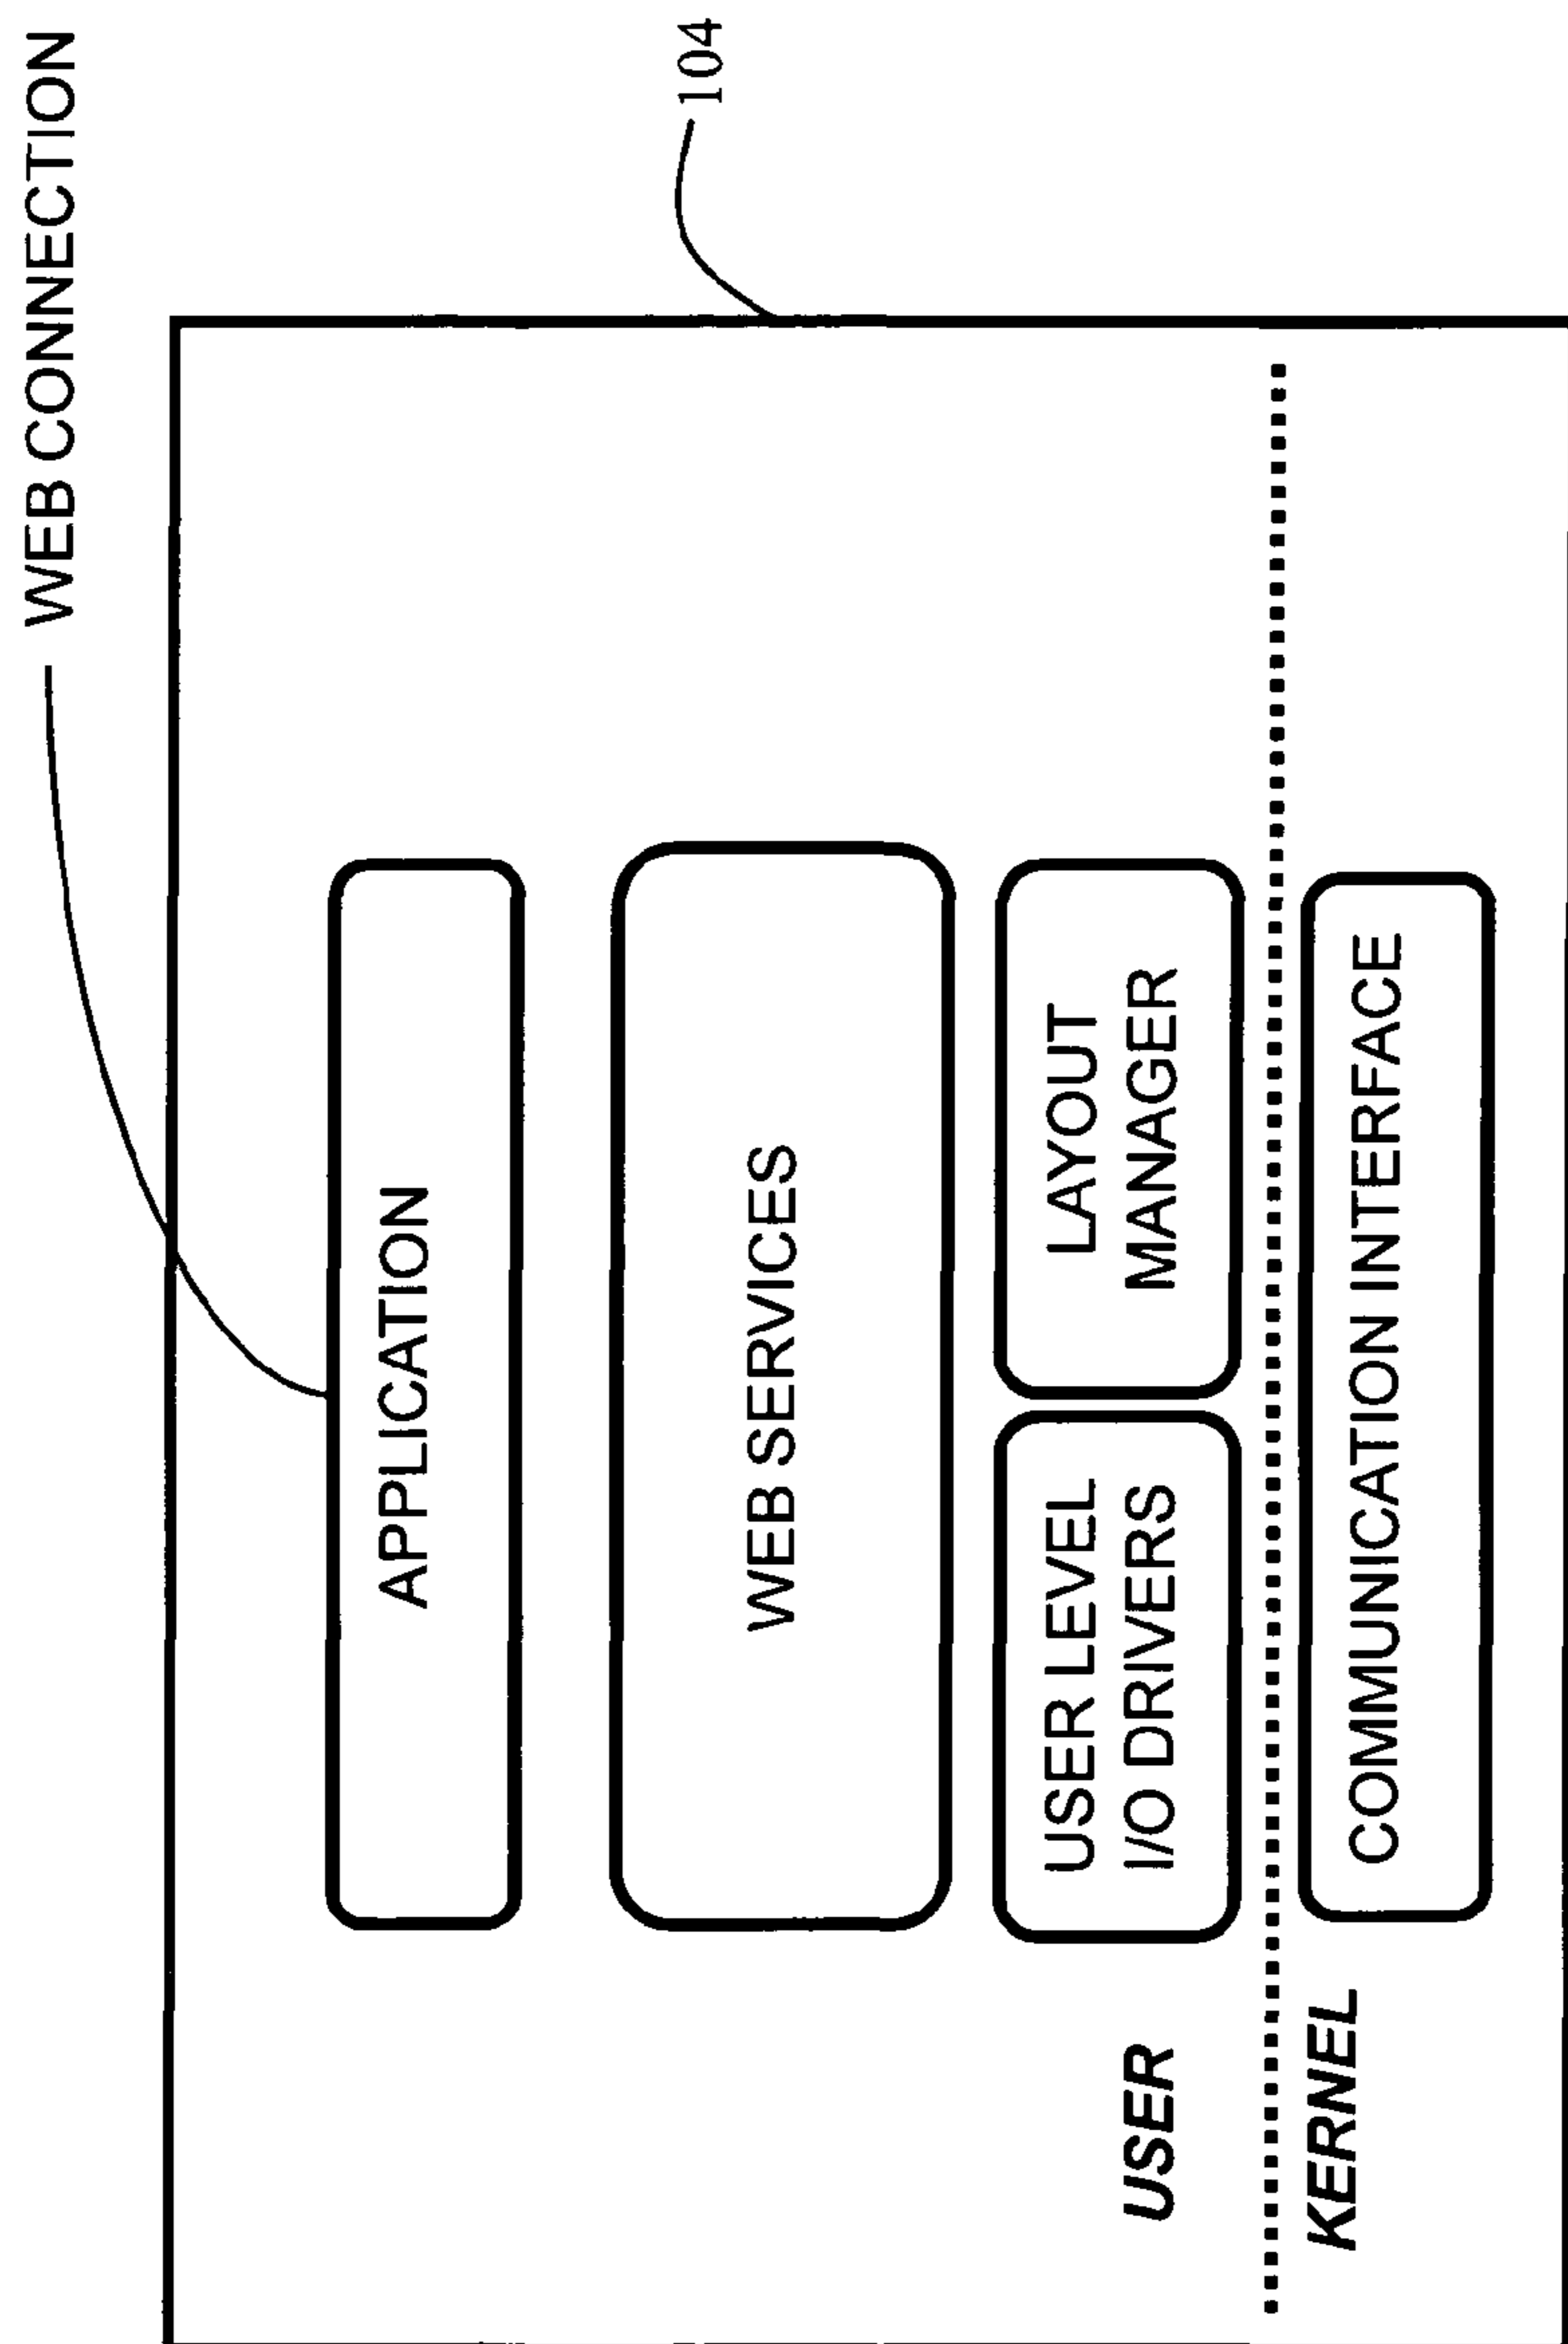 WEB CONNECTION
104
APPLICATION
WEB SERVICES
USER LEVEL
I/O DRIVERS
LAYOUT
MANAGER
USER
KERNEL
COMMUNICATION INTERFACE